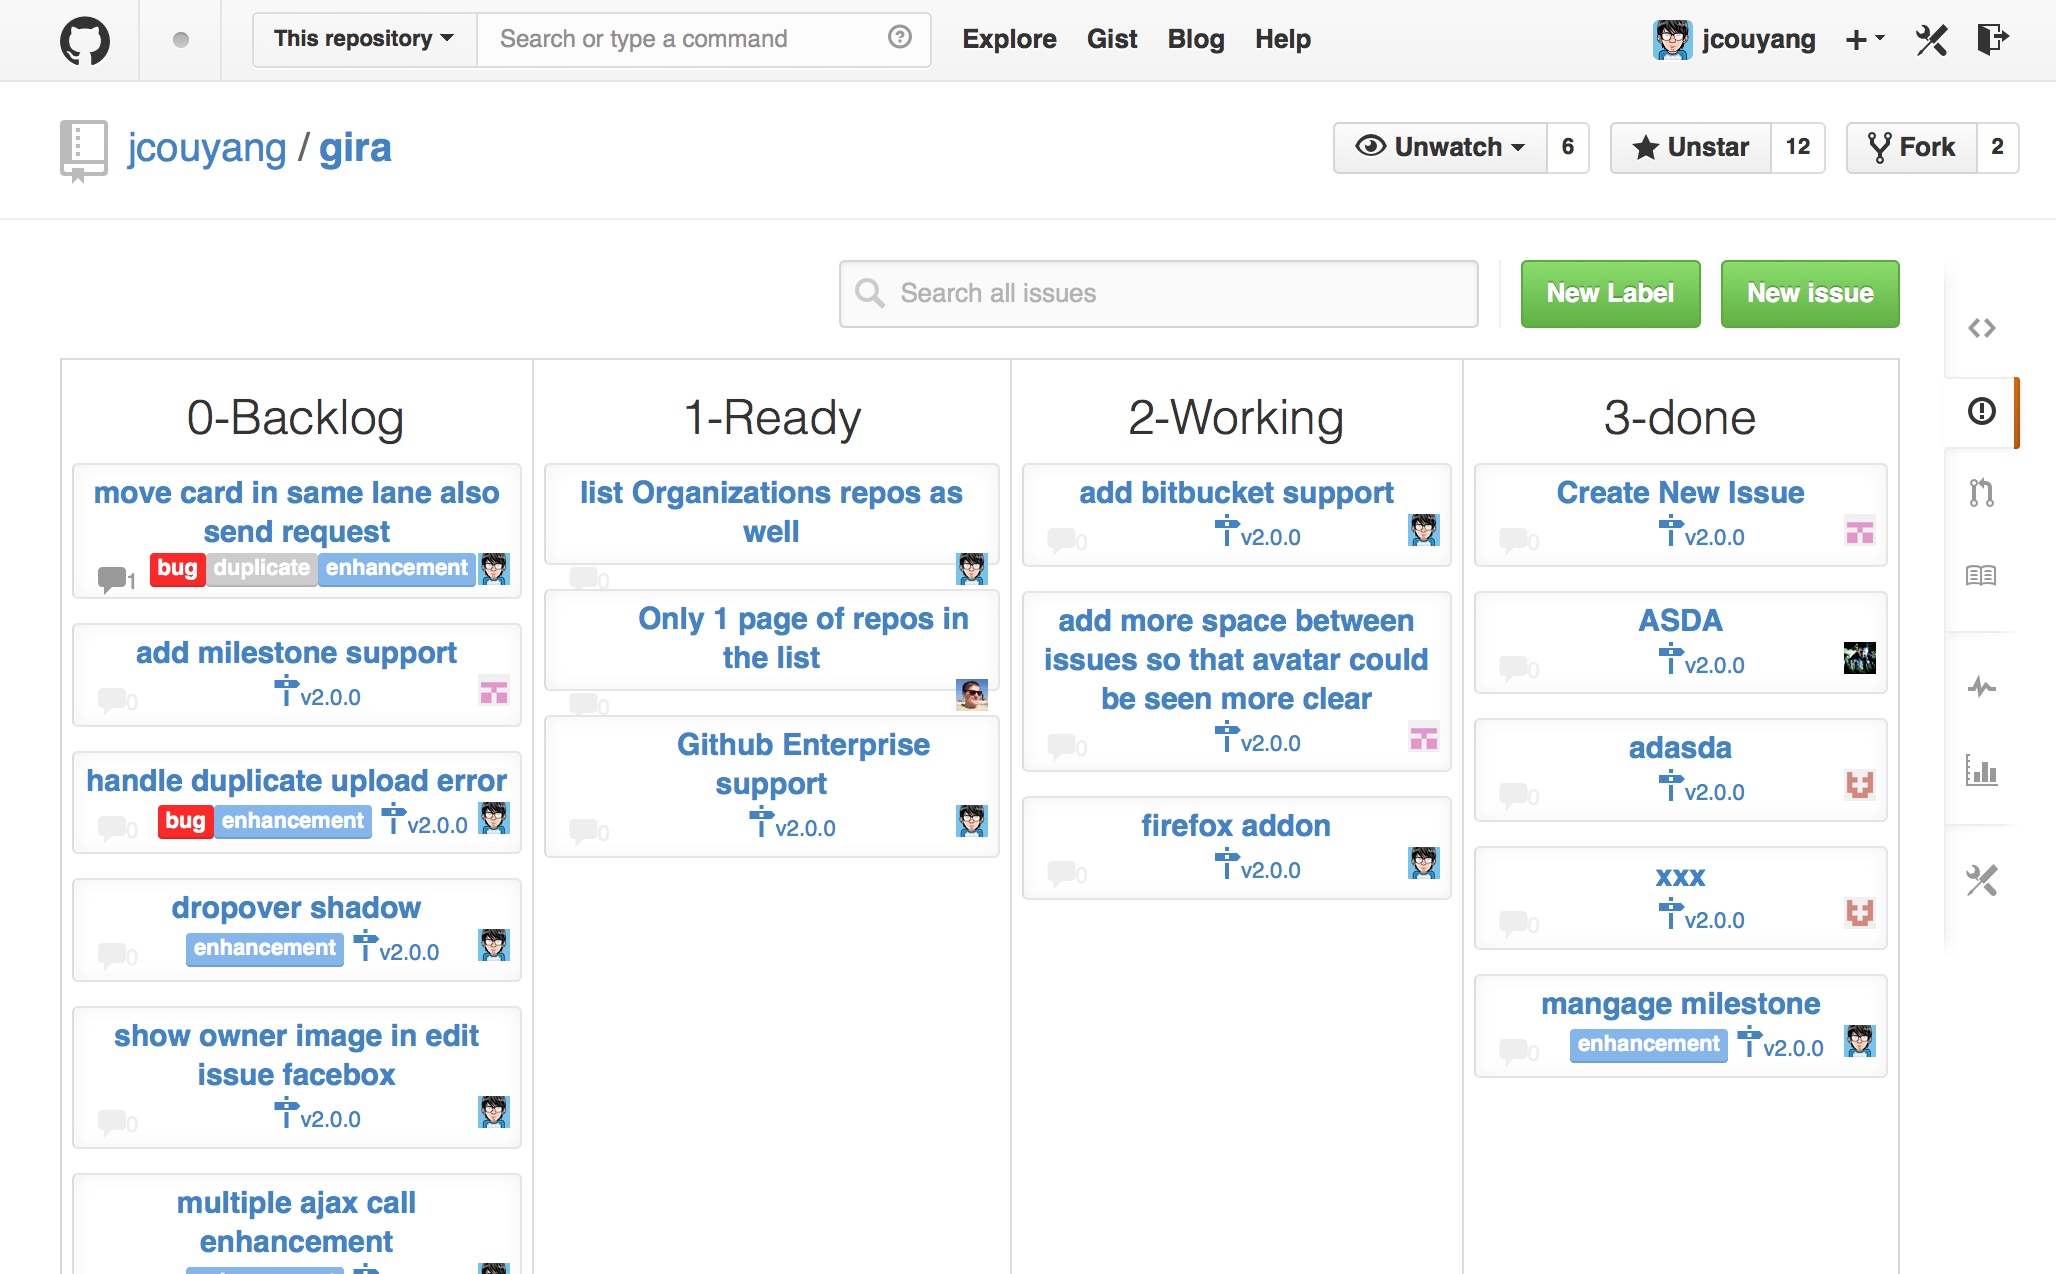 This repository
Search or type a command
Explore
Gist
Blog
Help
jcouyang
jcouyang / gira
Unwatch
6
Unstar
12
Fork
2
Search all issues
New Label
New issue
0-Backlog
move card in same lane also
send request
1
bug
duplicate
enhancement
add milestone support
0
v2.0.0
handle duplicate upload error
0
bug
enhancement
v2.0.0
dropover shadow
0
enhancement
v2.0.0
show owner image in edit
issue facebox
0
v2.0.0
multiple ajax call
enhancement
1-Ready
list Organizations repos as
well
0
Only 1 page of repos in
the list
0
Github Enterprise
support
0
v2.0.0
2-Working
add bitbucket support
0
v2.0.0
add more space between
issues so that avatar could
be seen more clear
0
v2.0.0
firefox addon
0
v2.0.0
3-done
Create New Issue
0
v2.0.0
ASDA
0
v2.0.0
adasda
0
v2.0.0
xxx
0
v2.0.0
mangage milestone
0
enhancement
v2.0.0